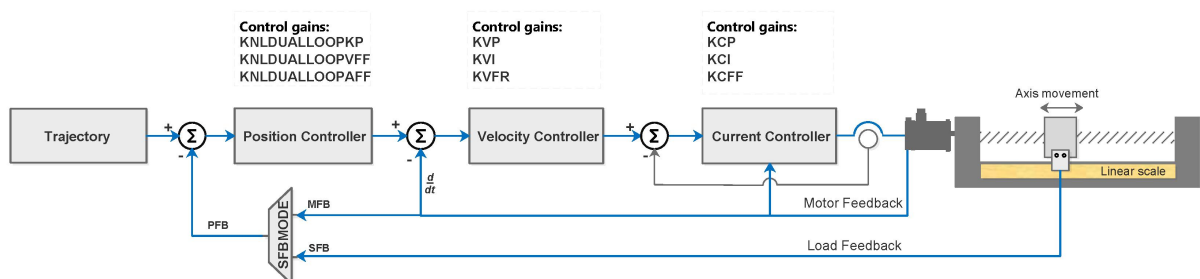 Control gains:
KNLDUALLOOPKP
KNLDUALLOOPVFF
KNLDUALLOOPAFF
Control gains:
KVP
KVI
KVFR
Control gains:
KCP
KCI
KCFF
Axis movement
Trajectory
+
Σ
-
Position Controller
+
Σ
-
Velocity Controller
+
Σ
-
Current Controller
Linear scale
d
dt
MFB
Motor Feedback
PFB
SFBMODE
SFB
Load Feedback